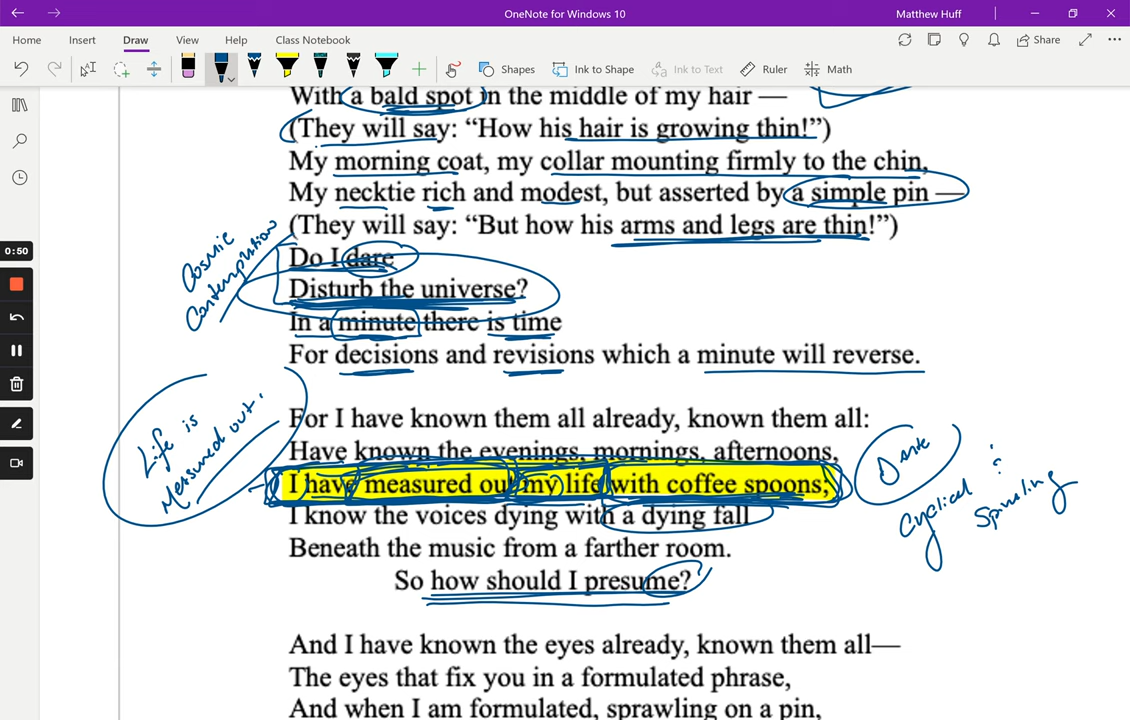 OneNote for Windows 10
Matthew Huff
Home Insert Draw View Help Class Notebook
Share
Shapes Ink to Shape Ink to Text Ruler Math
With a bald spot in the middle of my hair —
(They will say: “How his hair is growing thin!”)
My morning coat, my collar mounting firmly to the chin,
My necktie rich and modest, but asserted by a simple pin —
(They will say: “But how his arms and legs are thin!”)
Cosmic
Contemplation
Do I dare
Disturb the universe?
In a minute there is time
For decisions and revisions which a minute will reverse.
0:50
Life is
Measured out.
For I have known them all already, known them all:
Have known the evenings, mornings, afternoons,
I have measured out my life with coffee spoons;
I know the voices dying with a dying fall
Beneath the music from a farther room.
So how should I presume?
Cyclical
Spiraling
And I have known the eyes already, known them all—
The eyes that fix you in a formulated phrase,
And when I am formulated, sprawling on a pin,